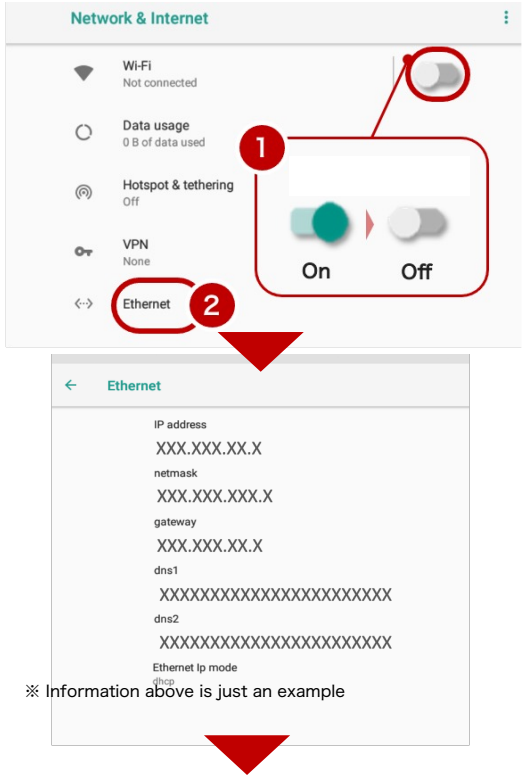 Network & Internet
Wi-Fi
Not connected
Data usage
0 B of data used
1
Hotspot & tethering
Off
VPN
None
On
Off
Ethernet
2
Ethernet
IP address
XXX.XXX.XX.X
netmask
XXX.XXX.XXX.X
gateway
XXX.XXX.XX.X
dns1
XXXXXXXXXXXXXXXXXXXXXXX
dns2
XXXXXXXXXXXXXXXXXXXXXXX
Ethernet Ip mode
dhcp
※ Information above is just an example